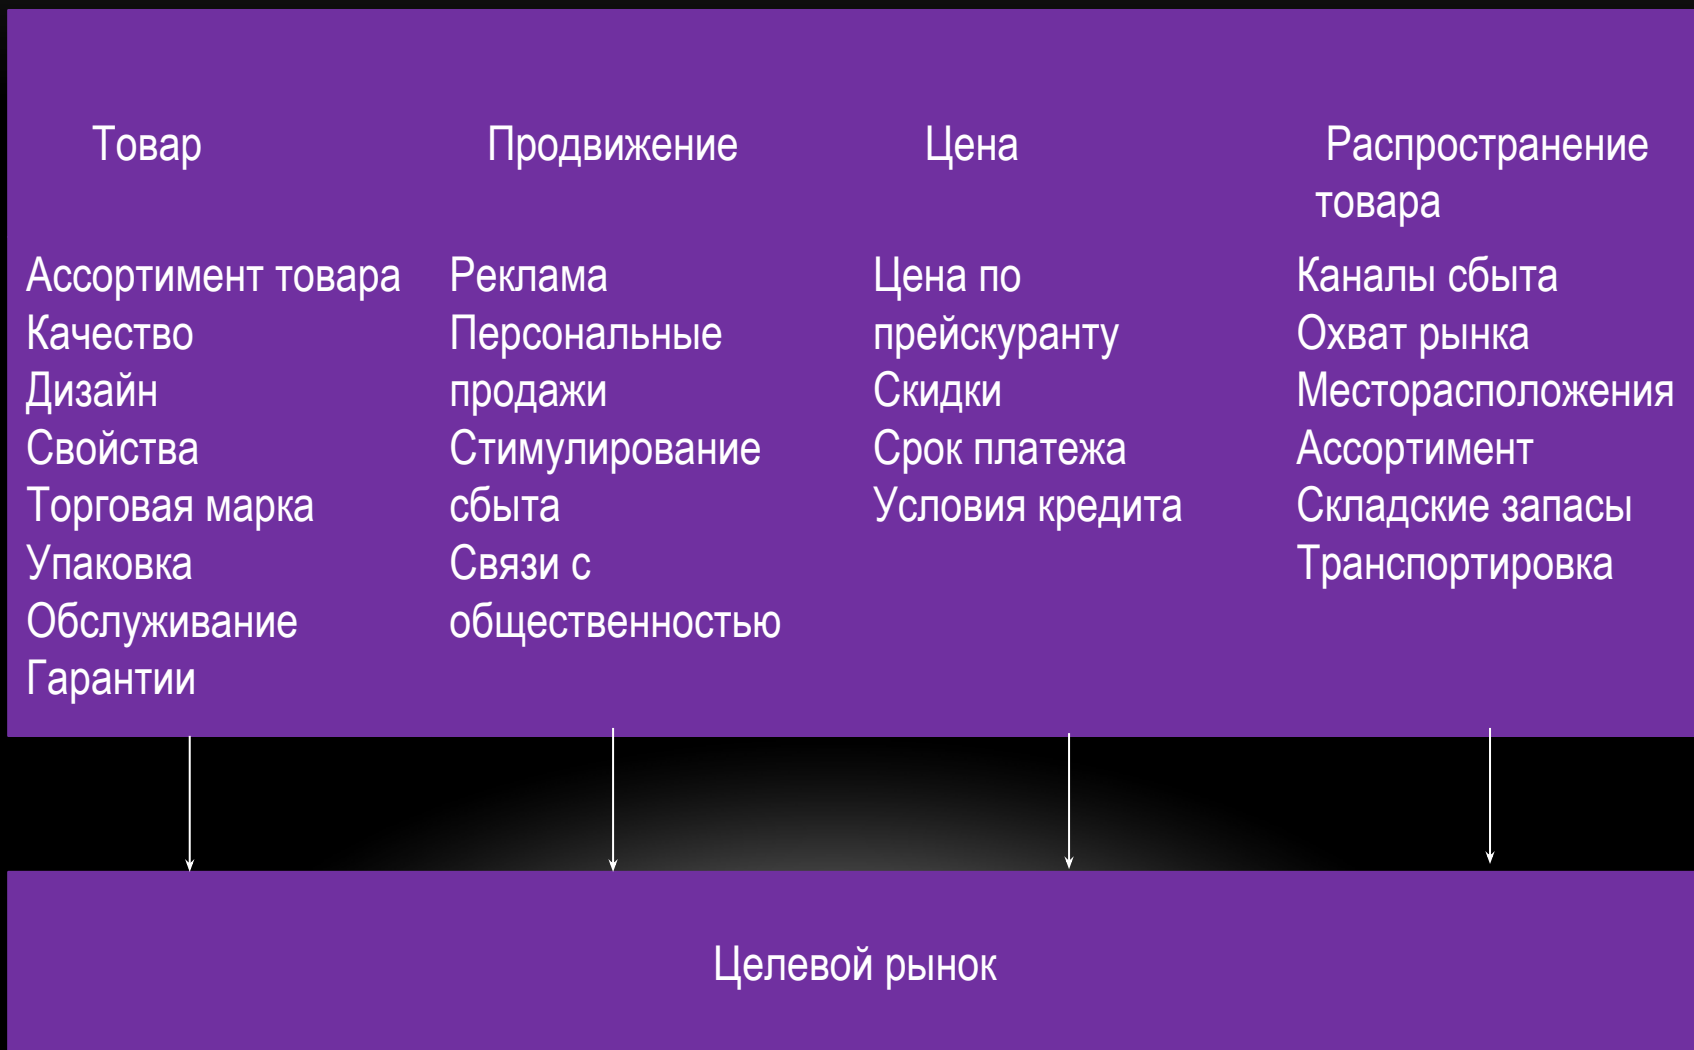 Товар
Ассортимент товара
Качество
Дизайн
Свойства
Торговая марка
Упаковка
Обслуживание
Гарантии
Продвижение
Реклама
Персональные
продажи
Стимулирование
сбыта
Связи с
общественностью
Цена
Цена по
прейскуранту
Скидки
Срок платежа
Условия кредита
Распространение
товара
Каналы сбыта
Охват рынка
Месторасположения
Ассортимент
Складские запасы
Транспортировка
Целевой рынок